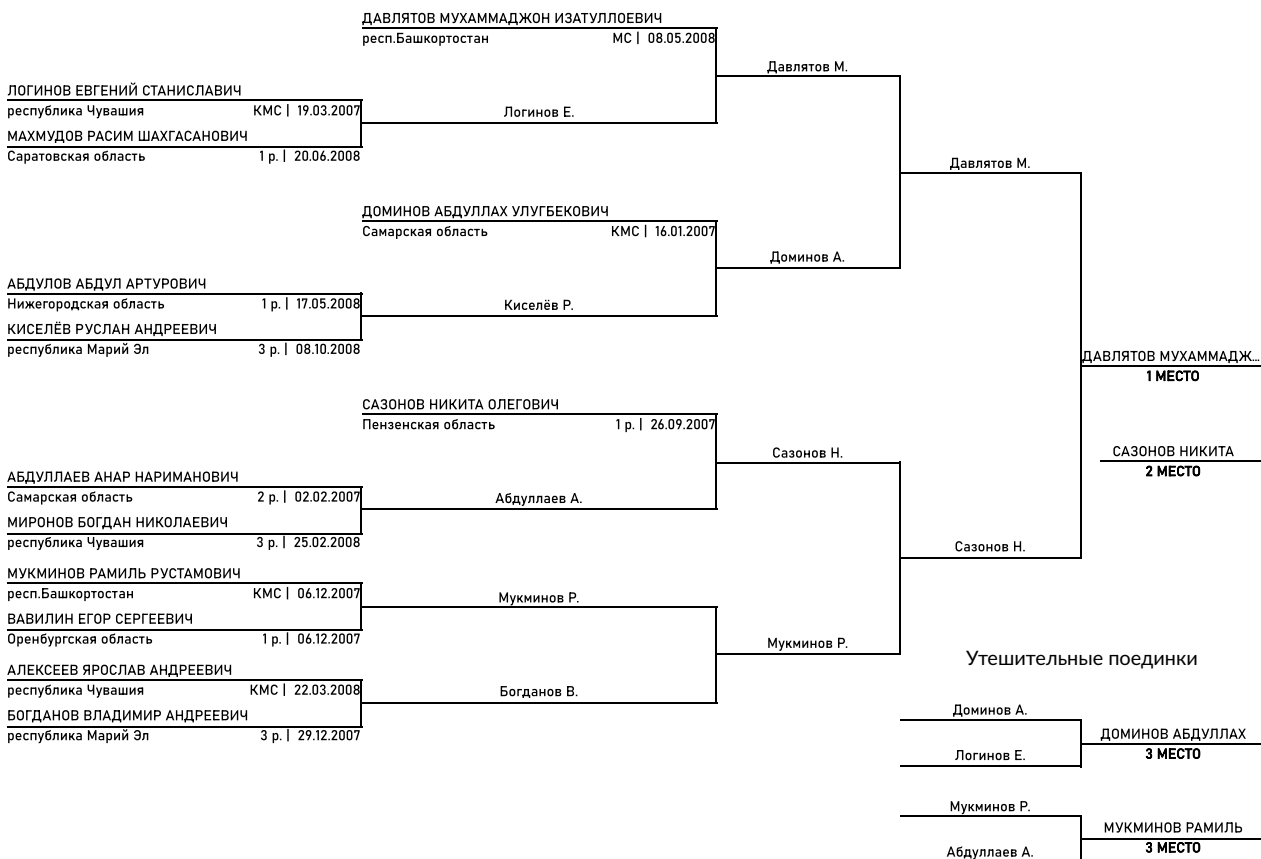 ДАВЛЯТОВ МУХАММАДЖОН ИЗАТУЛЛОЕВИЧ
респ.Башкортостан МС | 08.05.2008
Давлятов М.
ЛОГИНОВ ЕВГЕНИЙ СТАНИСЛАВИЧ
республика Чувашия КМС | 19.03.2007
Логинов Е.
МАХМУДОВ РАСИМ ШАХГАСАНОВИЧ
Саратовская область 1 р. | 20.06.2008
Давлятов М.
ДОМИНОВ АБДУЛЛАХ УЛУГБЕКОВИЧ
Самарская область КМС | 16.01.2007
Доминов А.
АБДУЛОВ АБДУЛ АРТУРОВИЧ
Нижегородская область 1 р. | 17.05.2008
Киселёв Р.
КИСЕЛЁВ РУСЛАН АНДРЕЕВИЧ
республика Марий Эл 3 р. | 08.10.2008
ДАВЛЯТОВ МУХАММАДЖ...
1 МЕСТО
САЗОНОВ НИКИТА ОЛЕГОВИЧ
Пензенская область 1 р. | 26.09.2007
Сазонов Н.
САЗОНОВ НИКИТА
2 МЕСТО
АБДУЛЛАЕВ АНАР НАРИМАНОВИЧ
Самарская область 2 р. | 02.02.2007
Абдуллаев А.
МИРОНОВ БОГДАН НИКОЛАЕВИЧ
республика Чувашия 3 р. | 25.02.2008
Сазонов Н.
МУКМИНОВ РАМИЛЬ РУСТАМОВИЧ
респ.Башкортостан КМС | 06.12.2007
Мукминов Р.
ВАВИЛИН ЕГОР СЕРГЕЕВИЧ
Оренбургская область 1 р. | 06.12.2007
Мукминов Р.
АЛЕКСЕЕВ ЯРОСЛАВ АНДРЕЕВИЧ
республика Чувашия КМС | 22.03.2008
Богданов В.
БОГДАНОВ ВЛАДИМИР АНДРЕЕВИЧ
республика Марий Эл 3 р. | 29.12.2007
Утешительные поединки
Доминов А.
ДОМИНОВ АБДУЛЛАХ
3 МЕСТО
Логинов Е.
Мукминов Р.
МУКМИНОВ РАМИЛЬ
3 МЕСТО
Абдуллаев А.